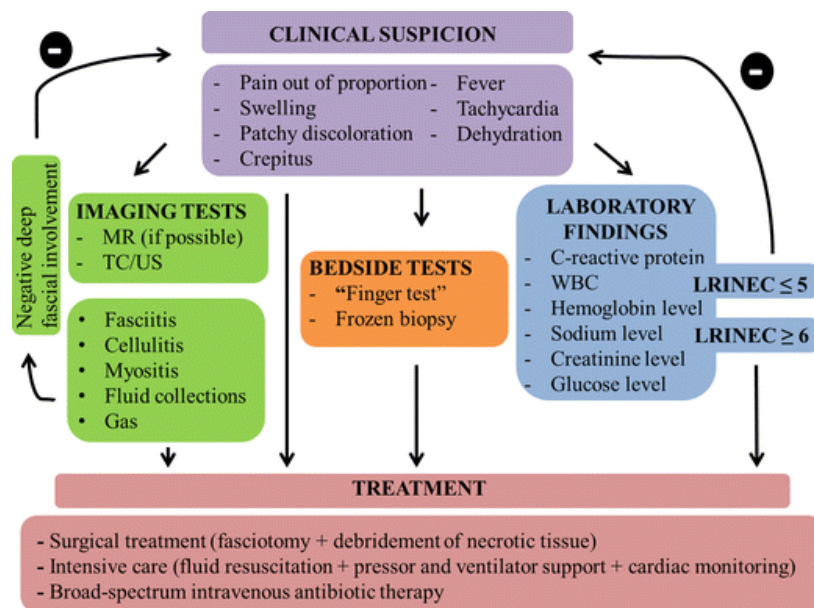 CLINICAL SUSPICION
- Pain out of proportion
- Swelling
- Patchy discoloration
- Crepitus
- Fever
- Tachycardia
- Dehydration
Negative deep
fascial involvement
IMAGING TESTS
- MR (if possible)
- TC/US
• Fasciitis
• Cellulitis
• Myositis
• Fluid collections
• Gas
BEDSIDE TESTS
- “Finger test”
- Frozen biopsy
LABORATORY
FINDINGS
- C-reactive protein
- WBC
- Hemoglobin level
- Sodium level
- Creatinine level
- Glucose level
LRINEC ≤ 5
LRINEC ≥ 6
TREATMENT
- Surgical treatment (fasciotomy + debridement of necrotic tissue)
- Intensive care (fluid resuscitation + pressor and ventilator support + cardiac monitoring)
- Broad-spectrum intravenous antibiotic therapy